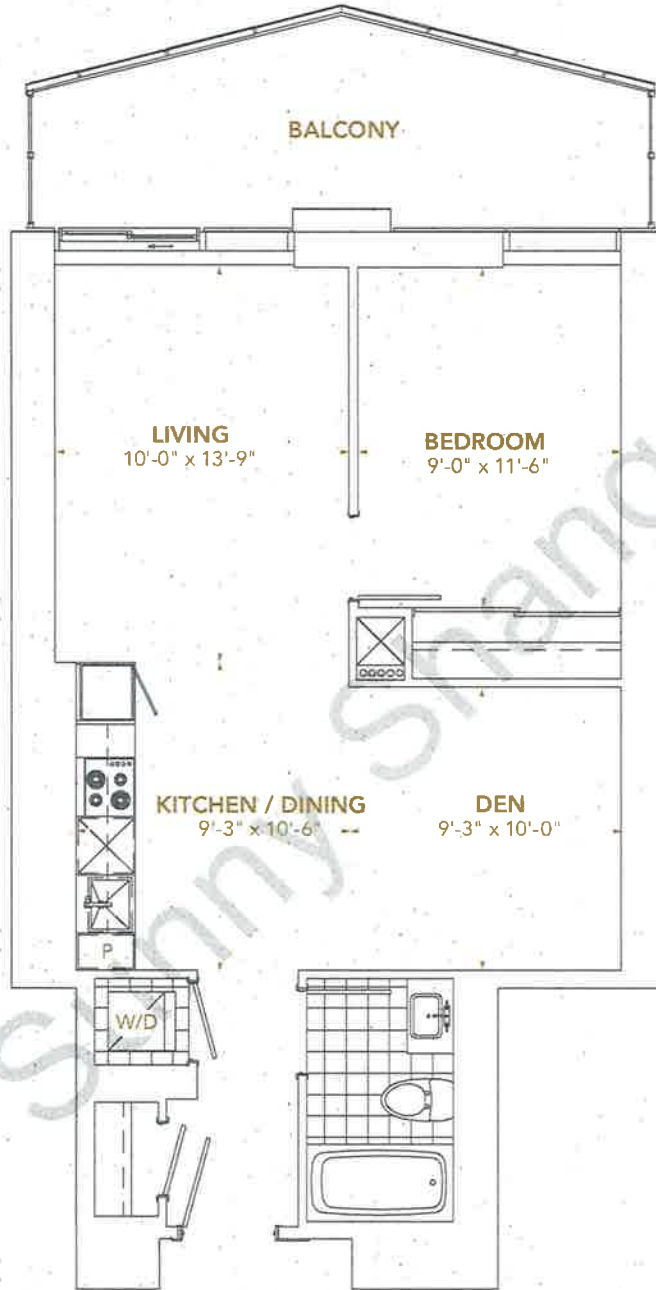 BALCONY
LIVING
10'-0" x 13'-9"
BEDROOM
9'-0" x 11'-6"
KITCHEN / DINING
9'-3" x 10'-6"
DEN
9'-3" x 10'-0"
P
W/D
Sunny